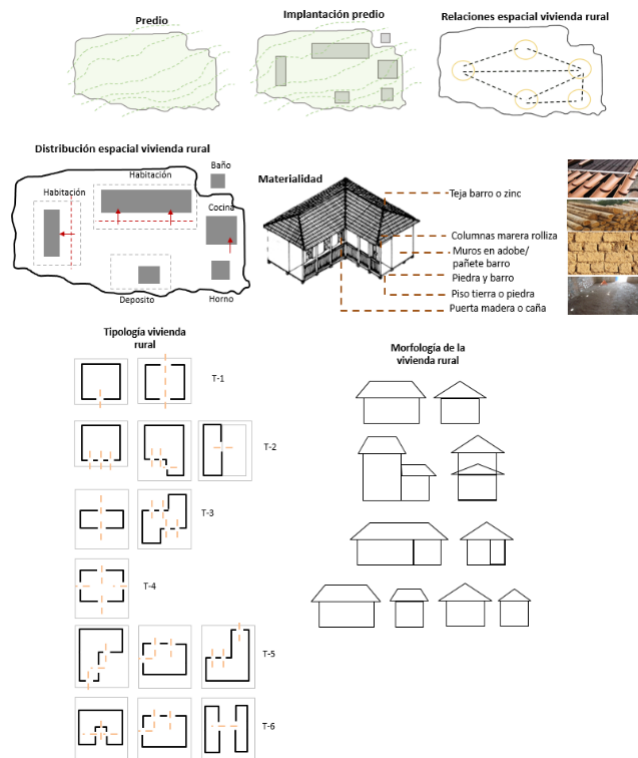 Predio
Implantación predio
Relaciones espacial vivienda rural
Distribución espacial vivienda rural
Baño
Habitación
Habitación
Cocina
Deposito
Horno
Materialidad
Teja barro o zinc
Columnas marera rolliza
Muros en adobe/
pañete barro
Piedra y barro
Piso tierra o piedra
Puerta madera o caña
Tipología vivienda
rural
T-1
T-2
T-3
T-4
T-5
T-6
Morfología de la
vivienda rural